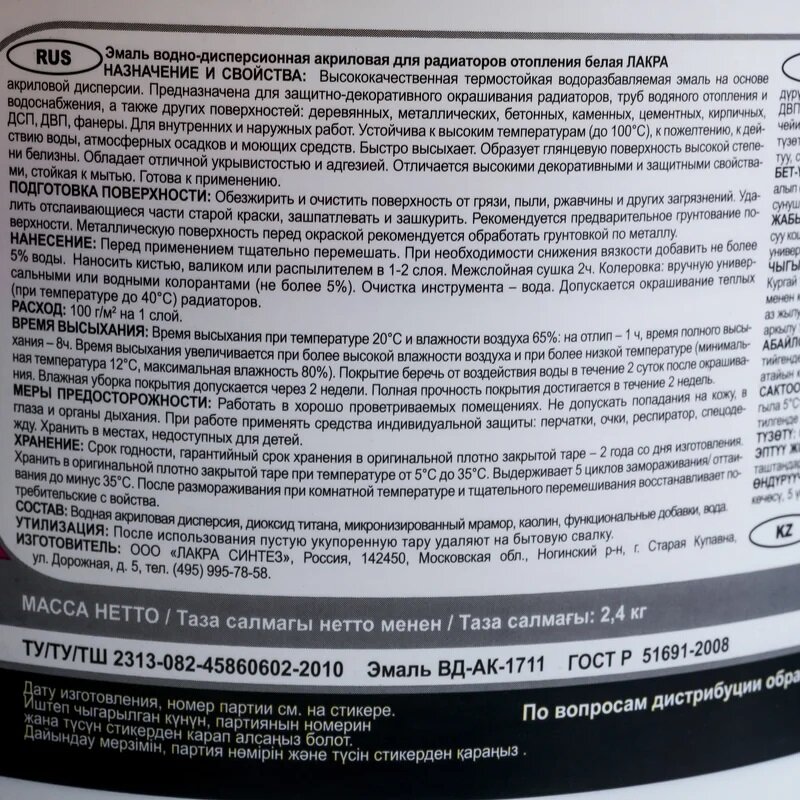 RUS
Эмаль водно-дисперсионная акриловая для радиаторов отопления белая ЛАКРА
НАЗНАЧЕНИЕ И СВОЙСТВА: Высококачественная термостойкая водоразбавляемая эмаль на основе
акриловой дисперсии. Предназначена для защитно-декоративного окрашивания радиаторов, труб водяного отопления и
водоснабжения, а также других поверхностей: деревянных, металлических, бетонных, каменных, цементных, кирпичных,
ДСП, ДВП, фанеры. Для внутренних и наружных работ. Устойчива к высоким температурам (до 100°С), к пожелтению, к дей-
ствию воды, атмосферных осадков и моющих средств. Быстро высыхает. Образует глянцевую поверхность высокой степе-
ни белизны. Обладает отличной укрывистостью и адгезией. Отличается высокими декоративными и защитными свойства-
ми, стойкая к мытью. Готова к применению.
ПОДГОТОВКА ПОВЕРХНОСТИ: Обезжирить и очистить поверхность от грязи, пыли, ржавчины и других загрязнений. Уда-
лить отслаивающиеся части старой краски, зашпатлевать и зашкурить. Рекомендуется предварительное грунтование по-
верхности. Металлическую поверхность перед окраской рекомендуется обработать грунтовкой по металлу.
НАНЕСЕНИЕ: Перед применением тщательно перемешать. При необходимости снижения вязкости добавить не более
5% воды. Наносить кистью, валиком или распылителем в 1-2 слоя. Межслойная сушка 2ч. Колеровка: вручную универ-
сальными или водными колорантами (не более 5%). Очистка инструмента – вода. Допускается окрашивание теплых
(при температуре до 40°С) радиаторов.
РАСХОД: 100 г/м² на 1 слой.
ВРЕМЯ ВЫСЫХАНИЯ: Время высыхания при температуре 20°С и влажности воздуха 65%: на отлип – 1 ч, время полного высы-
хания – 8ч. Время высыхания увеличивается при более высокой влажности воздуха и при более низкой температуре (минималь-
ная температура 12°С, максимальная влажность 80%). Покрытие беречь от воздействия воды в течение 2 суток после окрашива-
ния. Влажная уборка покрытия допускается через 2 недели. Полная прочность покрытия достигается в течение 2 недель.
МЕРЫ ПРЕДОСТОРОЖНОСТИ: Работать в хорошо проветриваемых помещениях. Не допускать попадания на кожу, в
глаза и органы дыхания. При работе применять средства индивидуальной защиты: перчатки, очки, респиратор, спецоде-
жду. Хранить в местах, недоступных для детей.
ХРАНЕНИЕ: Срок годности, гарантийный срок хранения в оригинальной плотно закрытой таре – 2 года со дня изготовления.
Хранить в оригинальной плотно закрытой таре при температуре от 5°С до 35°С. Выдерживает 5 циклов замораживания/ оттаи-
вания до минус 35°С. После размораживания при комнатной температуре и тщательного перемешивания восстанавливает по-
требительские с войства.
СОСТАВ: Водная акриловая дисперсия, диоксид титана, микронизированный мрамор, каолин, функциональные добавки, вода.
УТИЛИЗАЦИЯ: После использования пустую укупоренную тару удаляют на бытовую свалку.
ИЗГОТОВИТЕЛЬ: ООО «ЛАКРА СИНТЕЗ», Россия, 142450, Московская обл., Ногинский р-н, г. Старая Купавна,
ул. Дорожная, д. 5, тел. (495) 995-78-58.
KZ
МАССА НЕТТО / Таза салмагы нетто менен / Таза салмағы: 2,4 кг
ТУ/ТУ/ТШ 2313-082-45860602-2010 Эмаль ВД-АК-1711 ГОСТ Р 51691-2008
Дату изготовления, номер партии см. на стикере.
Иштеп чыгарылган күнүн, партиянын номерин
жана түсүн стикерден карап алсаңыз болот.
Дайындау мерзімін, партия нөмірін және түсін стикерден қараңыз .
По вопросам дистрибуции обра